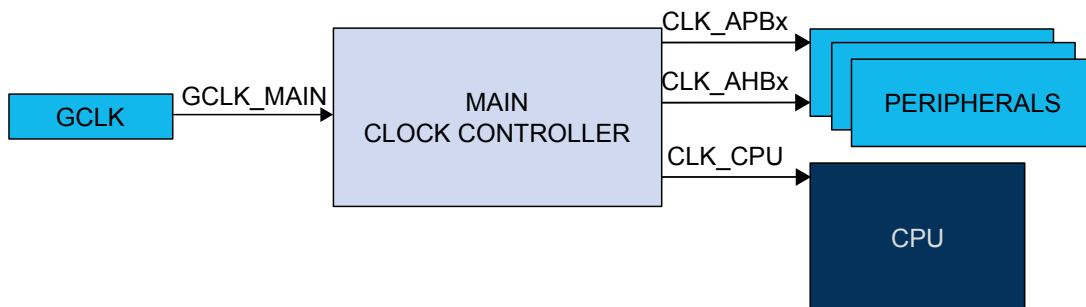 GCLK
GCLK_MAIN
MAIN
CLOCK CONTROLLER
CLK_APBx
CLK_AHBx
CLK_CPU
PERIPHERALS
CPU